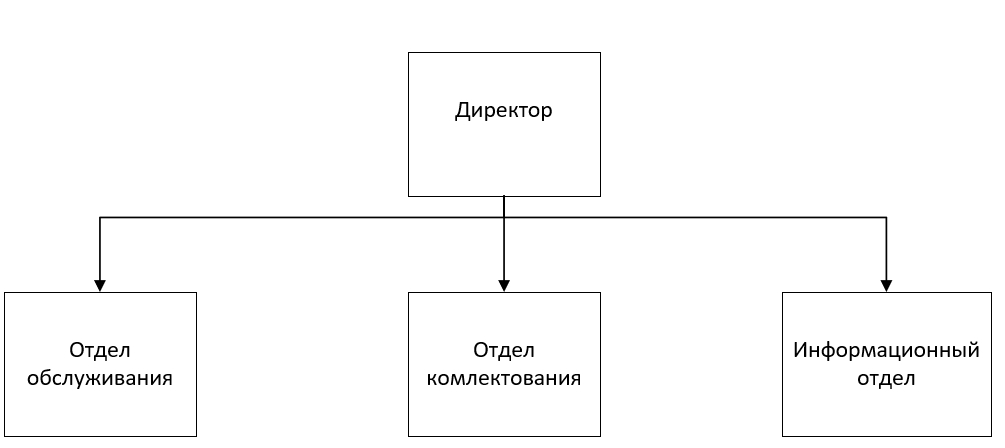 Директор
Отдел
обслуживания
Отдел
комлектования
Информационный
отдел